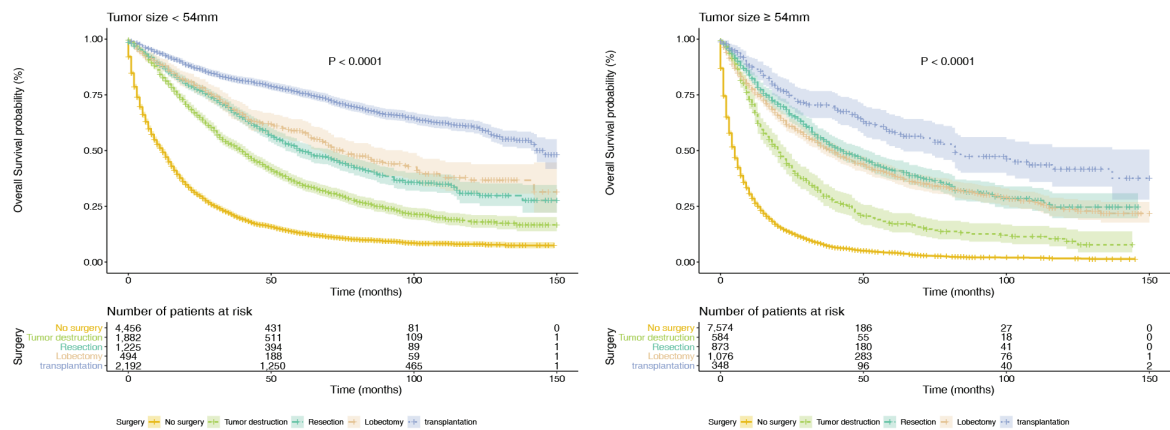 Tumor size < 54mm
Overall Survival probability (%)
1.00
0.75
0.50
0.25
0.00
P < 0.0001
0 50 100 150
Time (months)
Number of patients at risk
Surgery
No surgery 4,456 431 81 0
Tumor destruction 1,882 511 109 1
Resection 1,225 394 89 1
Lobectomy 494 188 59 1
transplantation 2,192 1,250 465 1
0 50 100 150
Time (months)
Surgery No surgery Tumor destruction Resection Lobectomy transplantation
Tumor size ≥ 54mm
Overall Survival probability (%)
1.00
0.75
0.50
0.25
0.00
P < 0.0001
0 50 100 150
Time (months)
Number of patients at risk
Surgery
No surgery 7,574 186 27 0
Tumor destruction 584 55 18 0
Resection 873 180 41 0
Lobectomy 1,076 283 76 1
transplantation 348 96 40 2
0 50 100 150
Time (months)
Surgery No surgery Tumor destruction Resection Lobectomy transplantation